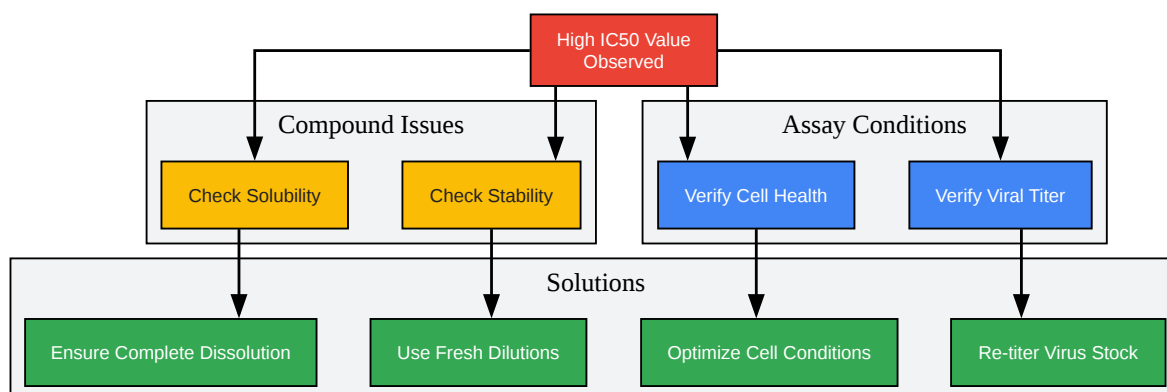 High IC50 Value
Observed
Compound Issues
Assay Conditions
Check Solubility
Check Stability
Verify Cell Health
Verify Viral Titer
Solutions
Ensure Complete Dissolution
Use Fresh Dilutions
Optimize Cell Conditions
Re-titer Virus Stock